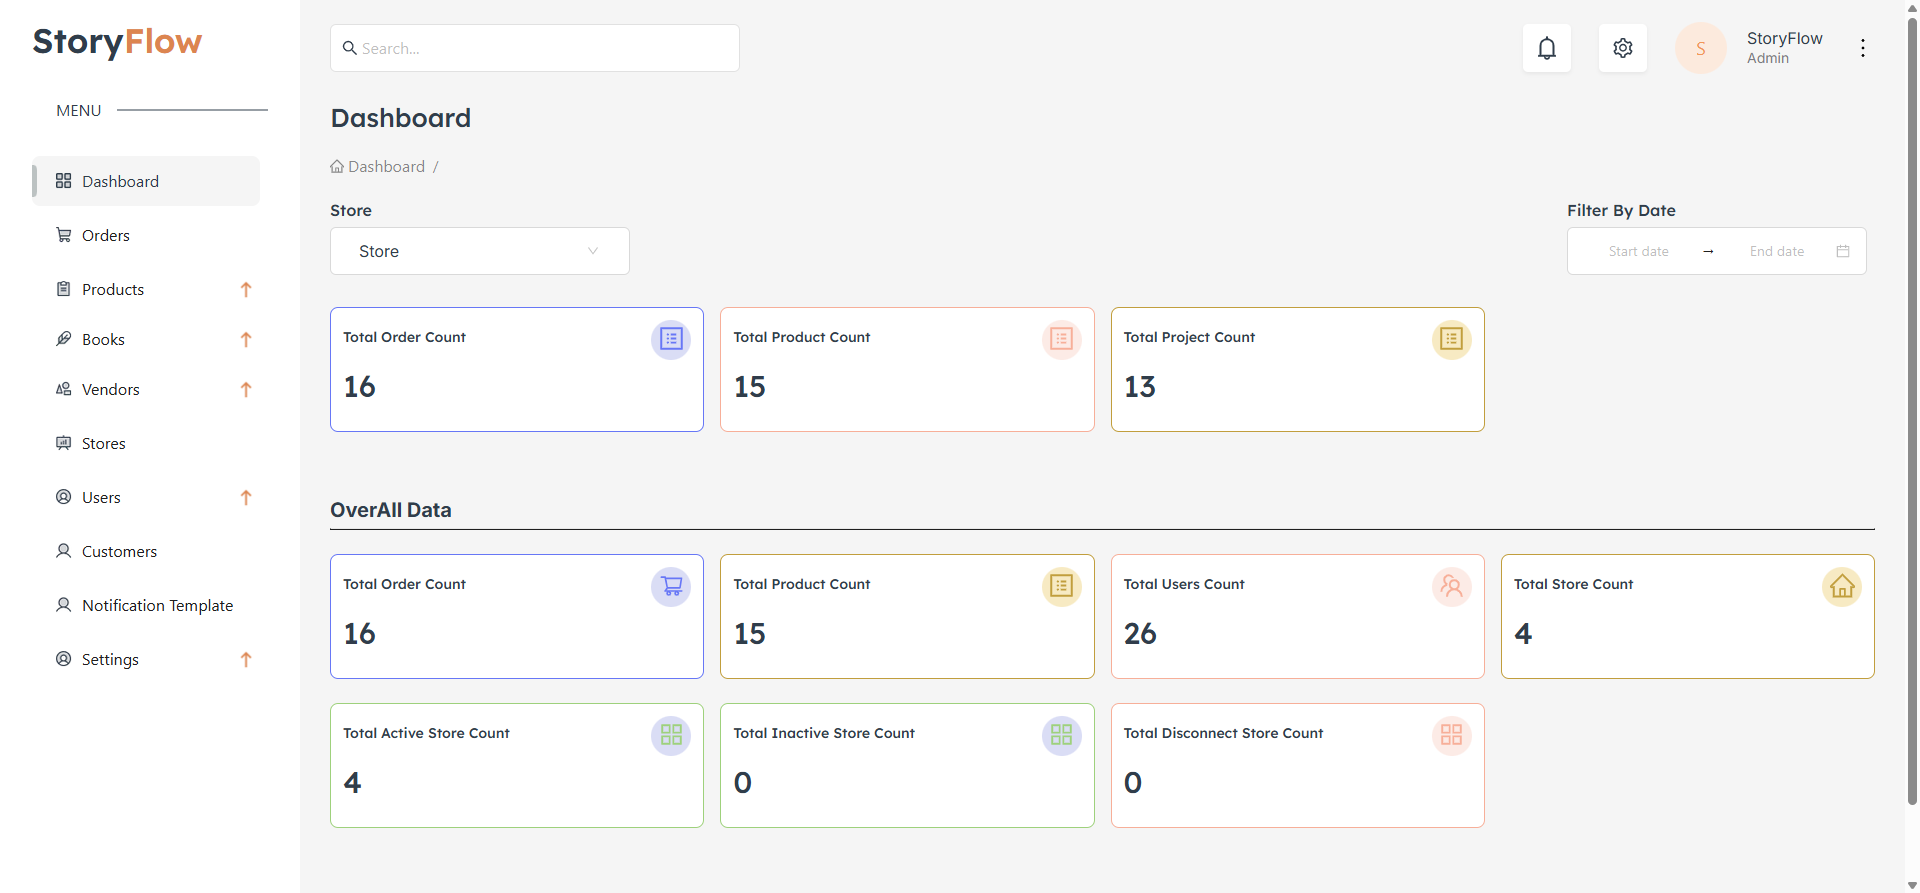 StoryFlow
MENU
Dashboard
Orders
Products
Books
Vendors
Stores
Users
Customers
Notification Template
Settings
Search...
S
StoryFlow
Admin
Dashboard
Dashboard /
Store
Filter By Date
Store
Start date → End date
Total Order Count
16
Total Product Count
15
Total Project Count
13
OverAll Data
Total Order Count
16
Total Product Count
15
Total Users Count
26
Total Store Count
4
Total Active Store Count
4
Total Inactive Store Count
0
Total Disconnect Store Count
0